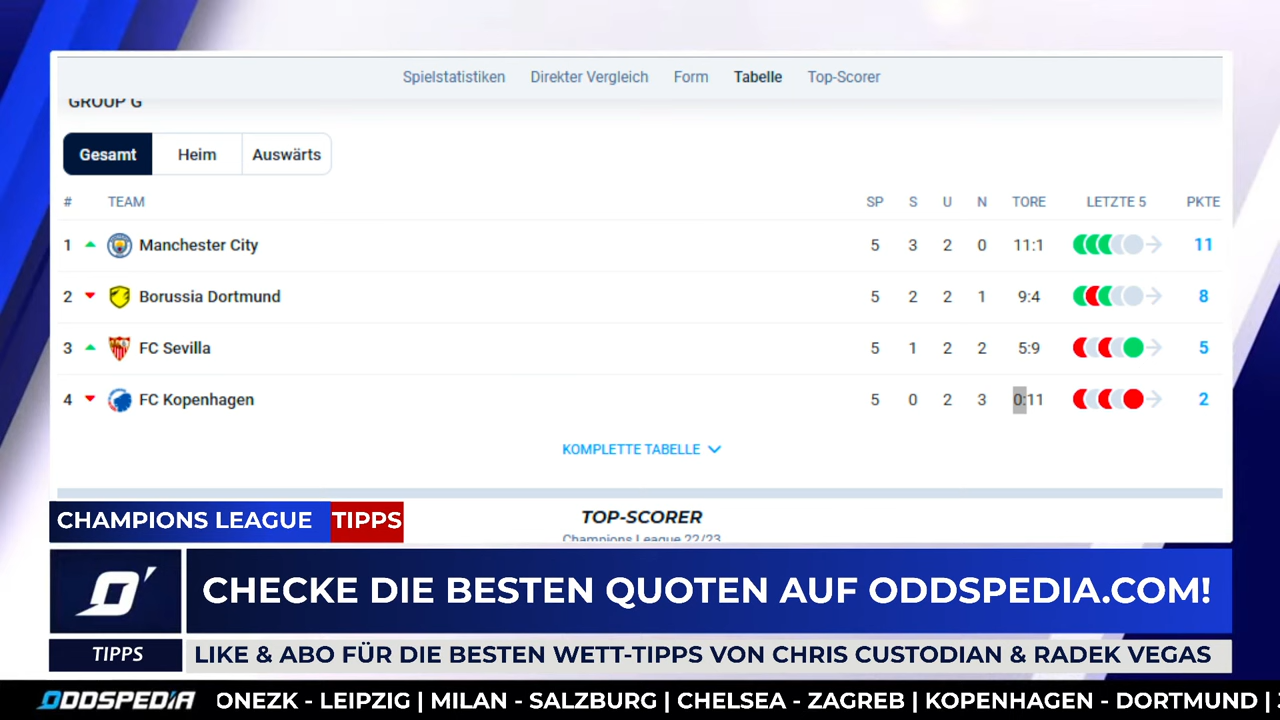 Spielstatistiken Direkter Vergleich Form Tabelle Top-Scorer
GROUP G
Gesamt Heim Auswärts
# TEAM SP S U N TORE LETZTE 5 PKTE
1 Manchester City 5 3 2 0 11:1 11
2 Borussia Dortmund 5 2 2 1 9:4 8
3 FC Sevilla 5 1 2 2 5:9 5
4 FC Kopenhagen 5 0 2 3 0:11 2
KOMPLETTE TABELLE
TOP-SCORER
Champions League 22/23
CHAMPIONS LEAGUE TIPPS
CHECKE DIE BESTEN QUOTEN AUF ODDSPEDIA.COM!
TIPPS LIKE & ABO FÜR DIE BESTEN WETT-TIPPS VON CHRIS CUSTODIAN & RADEK VEGAS
ODDSPEDIA ONEZK - LEIPZIG | MILAN - SALZBURG | CHELSEA - ZAGREB | KOPENHAGEN - DORTMUND |